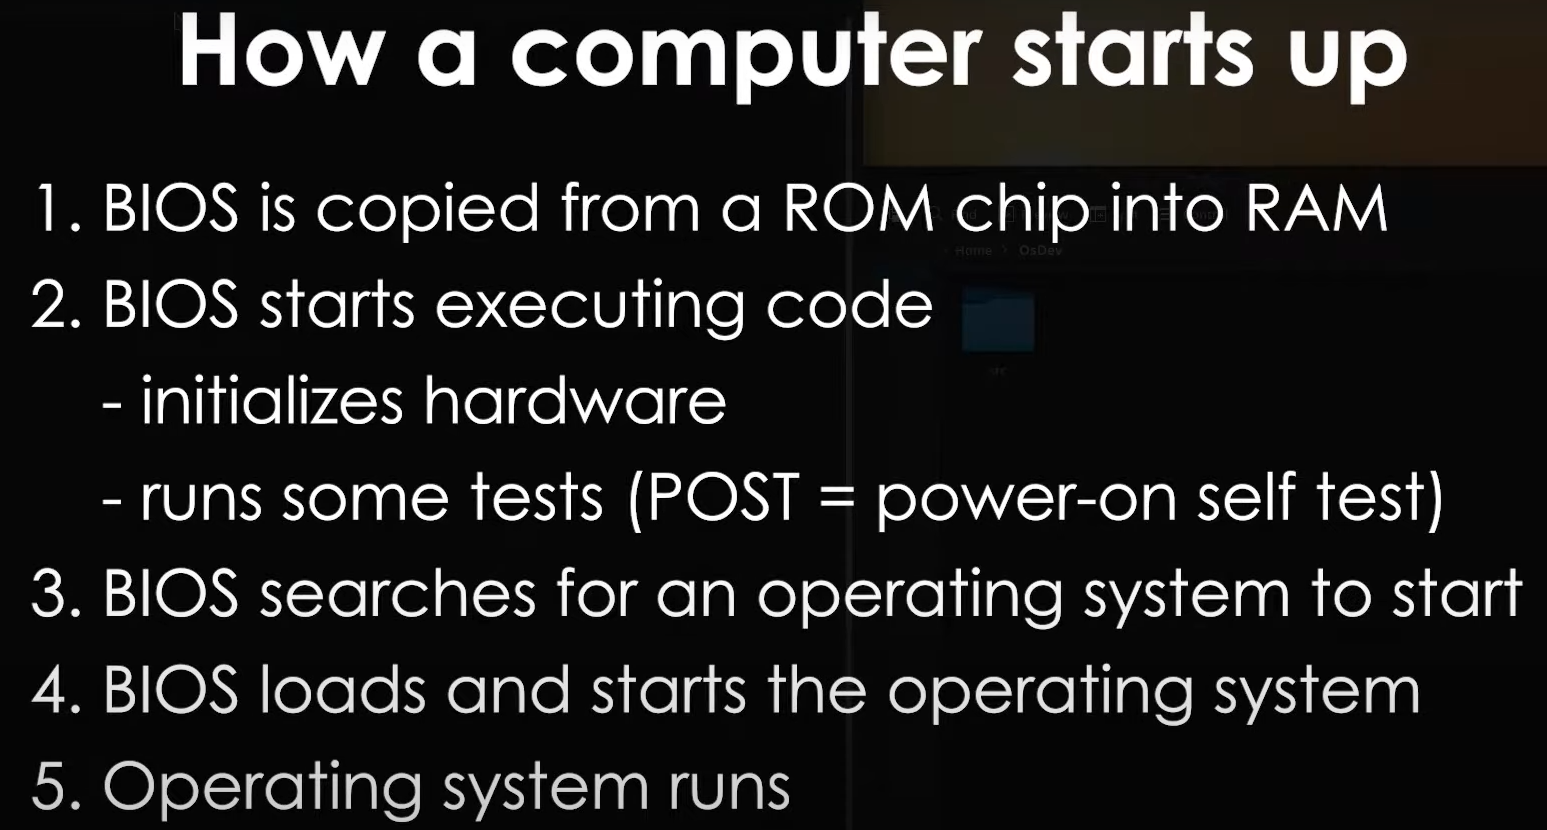 How a computer starts up
1. BIOS is copied from a ROM chip into RAM
Home > OsDev
2. BIOS starts executing code
- initializes hardware
- runs some tests (POST = power-on self test)
3. BIOS searches for an operating system to start
4. BIOS loads and starts the operating system
5. Operating system runs